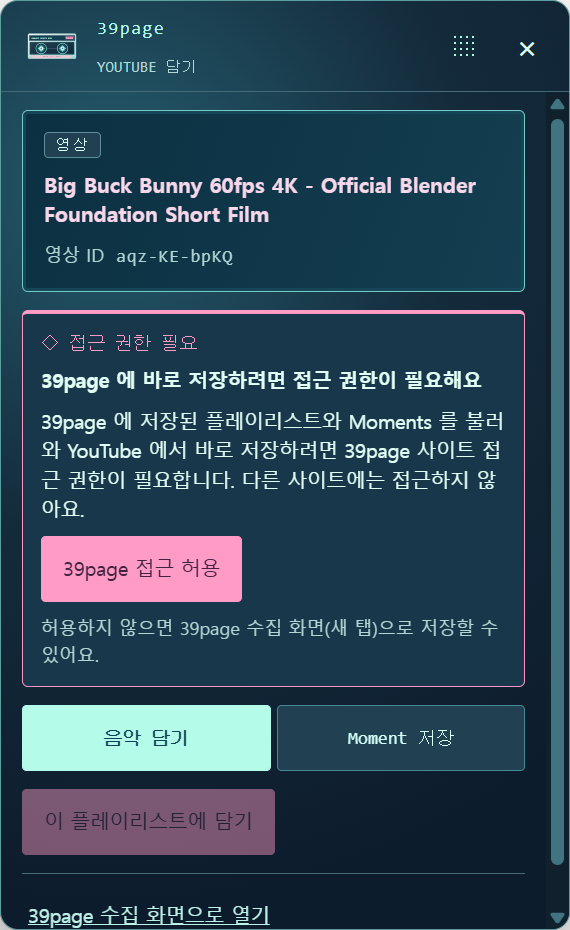 39page
YOUTUBE 담기
영상
Big Buck Bunny 60fps 4K - Official Blender
Foundation Short Film
영상 ID aqz-KE-bpKQ
◇ 접근 권한 필요
39page 에 바로 저장하려면 접근 권한이 필요해요
39page 에 저장된 플레이리스트와 Moments 를 불러
와 YouTube 에서 바로 저장하려면 39page 사이트 접
근 권한이 필요합니다. 다른 사이트에는 접근하지 않
아요.
39page 접근 허용
허용하지 않으면 39page 수집 화면(새 탭)으로 저장할 수
있어요.
음악 담기
Moment 저장
이 플레이리스트에 담기
39page 수집 화면으로 열기